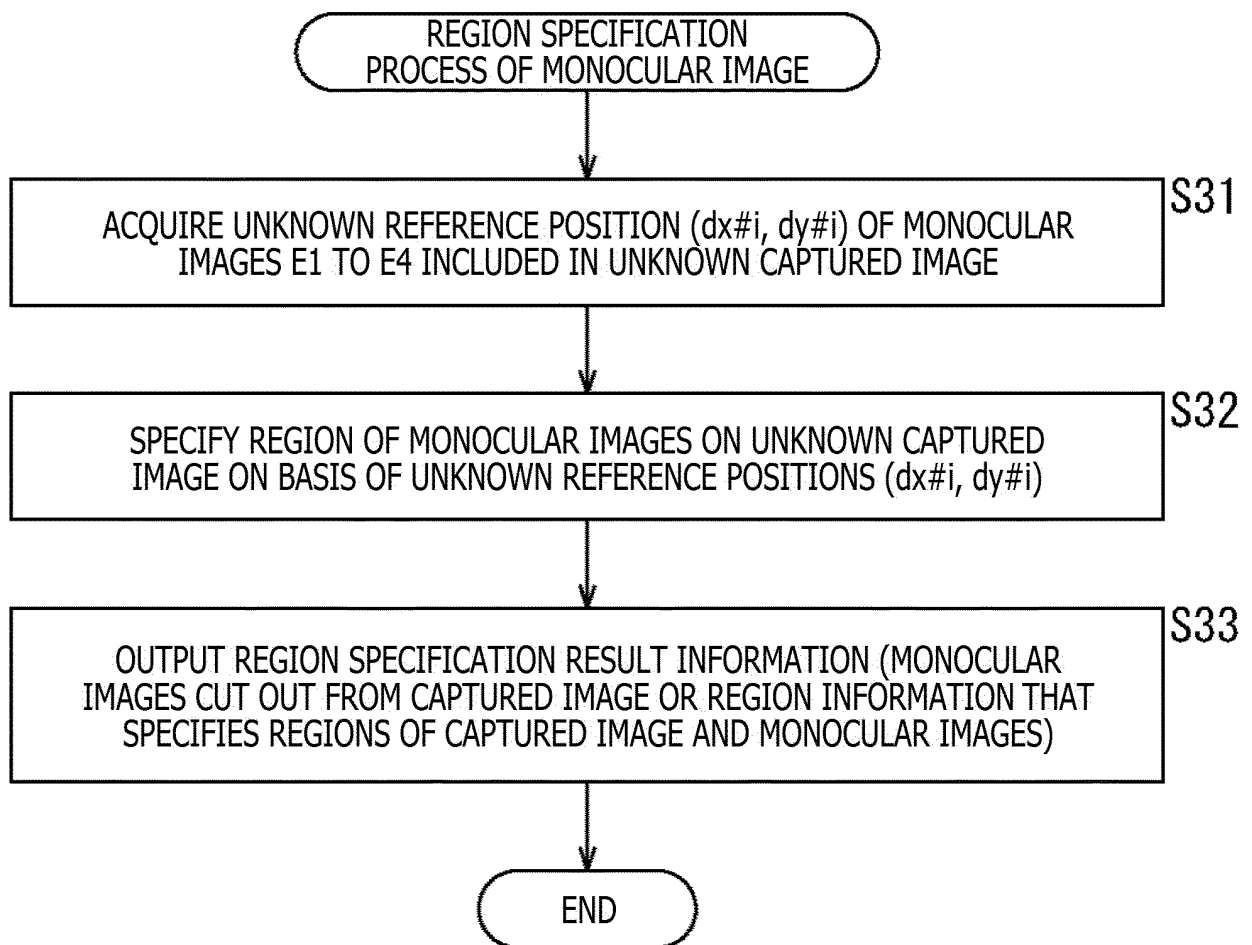 REGION SPECIFICATION
PROCESS OF MONOCULAR IMAGE
S31
ACQUIRE UNKNOWN REFERENCE POSITION (dx#i, dy#i) OF MONOCULAR
IMAGES E1 TO E4 INCLUDED IN UNKNOWN CAPTURED IMAGE
S32
SPECIFY REGION OF MONOCULAR IMAGES ON UNKNOWN CAPTURED
IMAGE ON BASIS OF UNKNOWN REFERENCE POSITIONS (dx#i, dy#i)
S33
OUTPUT REGION SPECIFICATION RESULT INFORMATION (MONOCULAR
IMAGES CUT OUT FROM CAPTURED IMAGE OR REGION INFORMATION THAT
SPECIFIES REGIONS OF CAPTURED IMAGE AND MONOCULAR IMAGES)
END